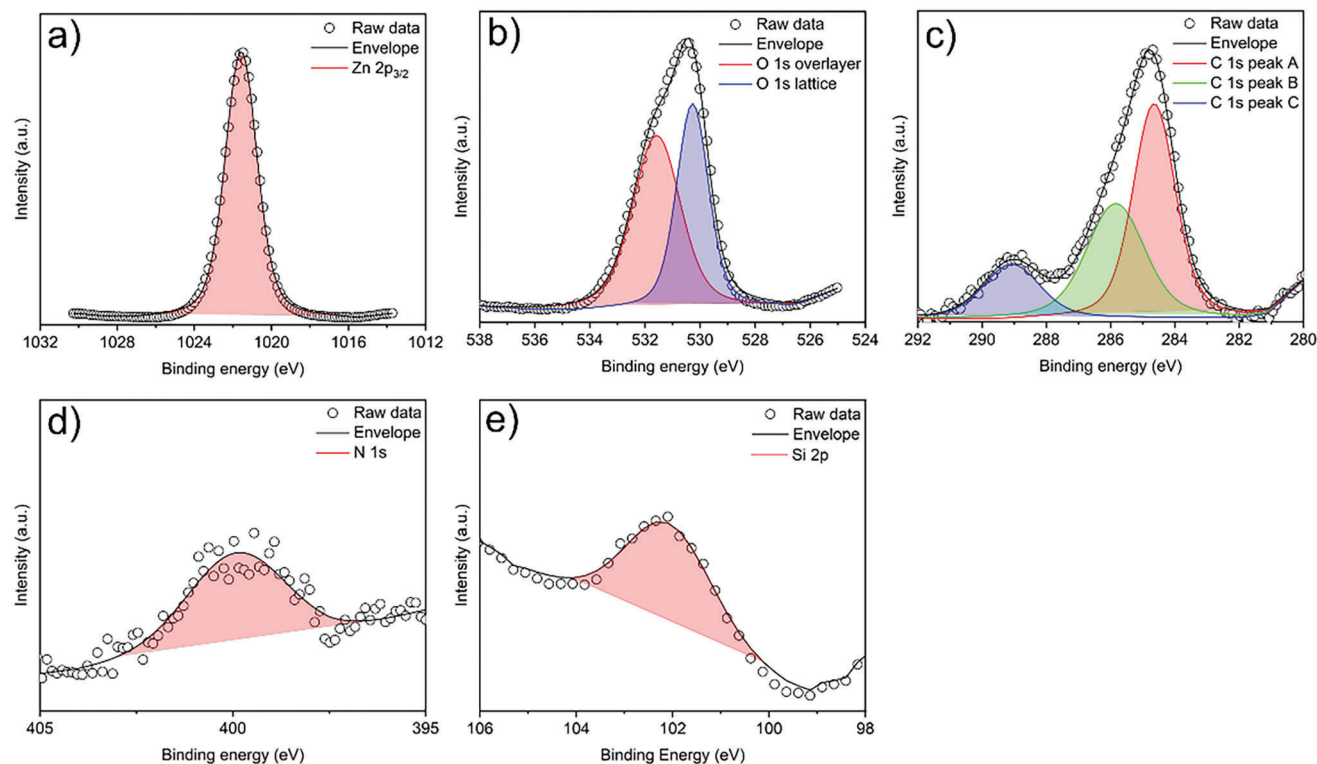 a)
Raw data
Envelope
Zn 2p3/2
Intensity (a.u.)
1032 1028 1024 1020 1016 1012
Binding energy (eV)
b)
Raw data
Envelope
O 1s overlayer
O 1s lattice
Intensity (a.u.)
538 536 534 532 530 528 526 524
Binding energy (eV)
c)
Raw data
Envelope
C 1s peak A
C 1s peak B
C 1s peak C
Intensity (a.u.)
292 290 288 286 284 282 280
Binding energy (eV)
d)
Raw data
Envelope
N 1s
Intensity (a.u.)
405 400 395
Binding energy (eV)
e)
Raw data
Envelope
Si 2p
Intensity (a.u.)
106 104 102 100 98
Binding Energy (eV)